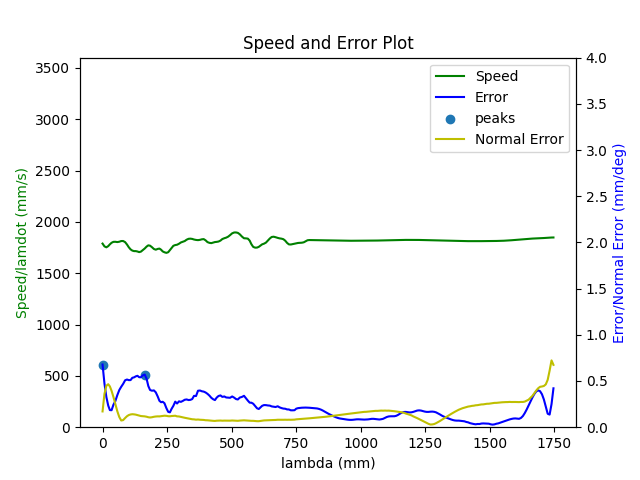 Speed and Error Plot
Speed/lamdot (mm/s)
3500
3000
2500
2000
1500
1000
500
0
Speed
Error
peaks
Normal Error
4.0
3.5
3.0
2.5
2.0
1.5
1.0
0.5
0.0
Error/Normal Error (mm/deg)
0 250 500 750 1000 1250 1500 1750
lambda (mm)